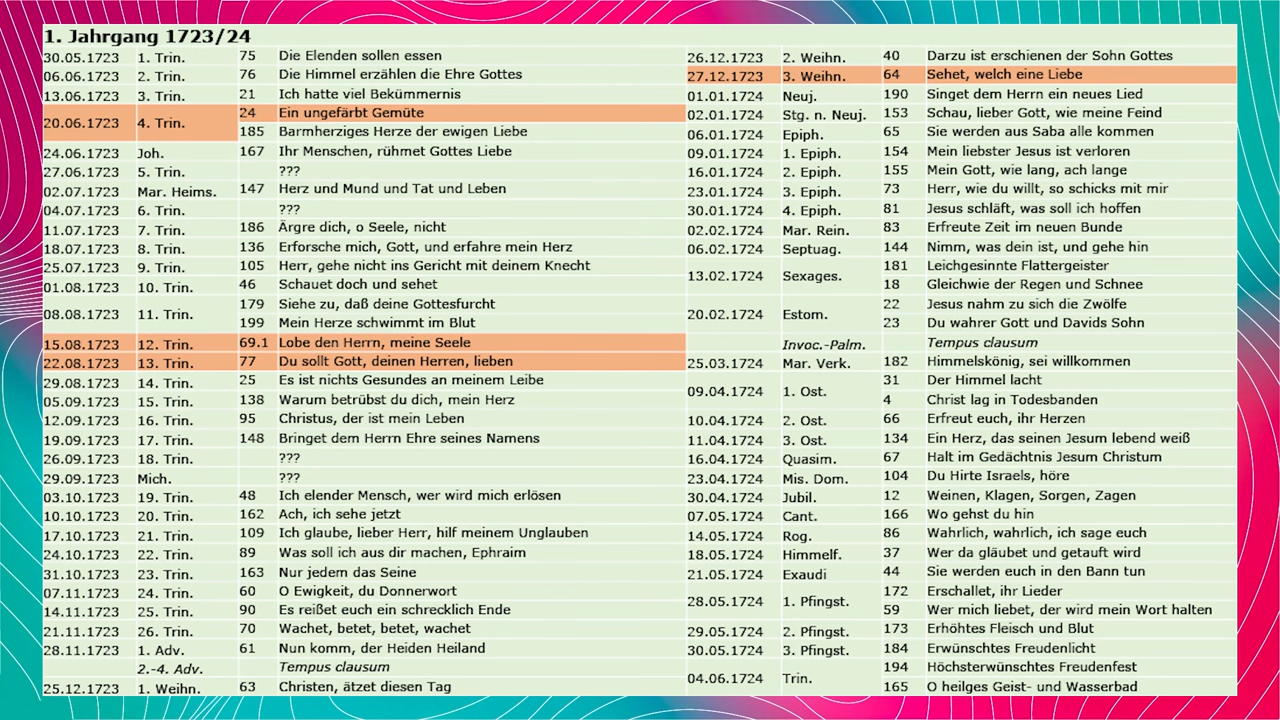 1. Jahrgang 1723/24
30.05.1723 1. Trin. 75 Die Elenden sollen essen
06.06.1723 2. Trin. 76 Die Himmel erzählen die Ehre Gottes
13.06.1723 3. Trin. 21 Ich hatte viel Bekümmernis
20.06.1723 4. Trin. 24 Ein ungefärbt Gemüte
185 Barmherziges Herze der ewigen Liebe
24.06.1723 Joh. 167 Ihr Menschen, rühmet Gottes Liebe
27.06.1723 5. Trin. ???
02.07.1723 Mar. Heims. 147 Herz und Mund und Tat und Leben
04.07.1723 6. Trin. ???
11.07.1723 7. Trin. 186 Ärgre dich, o Seele, nicht
18.07.1723 8. Trin. 136 Erforsche mich, Gott, und erfahre mein Herz
25.07.1723 9. Trin. 105 Herr, gehe nicht ins Gericht mit deinem Knecht
01.08.1723 10. Trin. 46 Schauet doch und sehet
08.08.1723 11. Trin. 179 Siehe zu, daß deine Gottesfurcht
199 Mein Herze schwimmt im Blut
15.08.1723 12. Trin. 69.1 Lobe den Herrn, meine Seele
22.08.1723 13. Trin. 77 Du sollt Gott, deinen Herren, lieben
29.08.1723 14. Trin. 25 Es ist nichts Gesundes an meinem Leibe
05.09.1723 15. Trin. 138 Warum betrübst du dich, mein Herz
12.09.1723 16. Trin. 95 Christus, der ist mein Leben
19.09.1723 17. Trin. 148 Bringet dem Herrn Ehre seines Namens
26.09.1723 18. Trin. ???
29.09.1723 Mich. ???
03.10.1723 19. Trin. 48 Ich elender Mensch, wer wird mich erlösen
10.10.1723 20. Trin. 162 Ach, ich sehe jetzt
17.10.1723 21. Trin. 109 Ich glaube, lieber Herr, hilf meinem Unglauben
24.10.1723 22. Trin. 89 Was soll ich aus dir machen, Ephraim
31.10.1723 23. Trin. 163 Nur jedem das Seine
07.11.1723 24. Trin. 60 O Ewigkeit, du Donnerwort
14.11.1723 25. Trin. 90 Es reißet euch ein schrecklich Ende
21.11.1723 26. Trin. 70 Wachet, betet, betet, wachet
28.11.1723 1. Adv. 61 Nun komm, der Heiden Heiland
2.-4. Adv. Tempus clausum
25.12.1723 1. Weihn. 63 Christen, ätzet diesen Tag
26.12.1723 2. Weihn. 40 Darzu ist erschienen der Sohn Gottes
27.12.1723 3. Weihn. 64 Sehet, welch eine Liebe
01.01.1724 Neuj. 190 Singet dem Herrn ein neues Lied
02.01.1724 Stg. n. Neuj. 153 Schau, lieber Gott, wie meine Feind
06.01.1724 Epiph. 65 Sie werden aus Saba alle kommen
09.01.1724 1. Epiph. 154 Mein liebster Jesus ist verloren
16.01.1724 2. Epiph. 155 Mein Gott, wie lang, ach lange
23.01.1724 3. Epiph. 73 Herr, wie du willt, so schicks mit mir
30.01.1724 4. Epiph. 81 Jesus schläft, was soll ich hoffen
02.02.1724 Mar. Rein. 83 Erfreute Zeit im neuen Bunde
06.02.1724 Septuag. 144 Nimm, was dein ist, und gehe hin
13.02.1724 Sexages. 181 Leichgesinnte Flattergeister
18 Gleichwie der Regen und Schnee
20.02.1724 Estom. 22 Jesus nahm zu sich die Zwölfe
23 Du wahrer Gott und Davids Sohn
Invoc.-Palm. Tempus clausum
25.03.1724 Mar. Verk. 182 Himmelskönig, sei willkommen
09.04.1724 1. Ost. 31 Der Himmel lacht
4 Christ lag in Todesbanden
10.04.1724 2. Ost. 66 Erfreut euch, ihr Herzen
11.04.1724 3. Ost. 134 Ein Herz, das seinen Jesum lebend weiß
16.04.1724 Quasim. 67 Halt im Gedächtnis Jesum Christum
23.04.1724 Mis. Dom. 104 Du Hirte Israels, höre
30.04.1724 Jubil. 12 Weinen, Klagen, Sorgen, Zagen
07.05.1724 Cant. 166 Wo gehst du hin
14.05.1724 Rog. 86 Wahrlich, wahrlich, ich sage euch
18.05.1724 Himmelf. 37 Wer da gläubet und getauft wird
21.05.1724 Exaudi 44 Sie werden euch in den Bann tun
28.05.1724 1. Pfingst. 172 Erschallet, ihr Lieder
59 Wer mich liebet, der wird mein Wort halten
29.05.1724 2. Pfingst. 173 Erhöhtes Fleisch und Blut
30.05.1724 3. Pfingst. 184 Erwünschtes Freudenlicht
04.06.1724 Trin. 194 Höchsterwünschtes Freudenfest
165 O heilges Geist- und Wasserbad